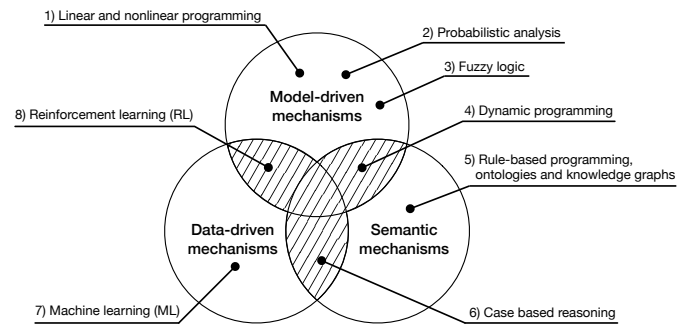 1) Linear and nonlinear programming
2) Probabilistic analysis
3) Fuzzy logic
Model-driven
mechanisms
8) Reinforcement learning (RL)
4) Dynamic programming
5) Rule-based programming,
ontologies and knowledge graphs
Data-driven
mechanisms
Semantic
mechanisms
7) Machine learning (ML)
6) Case based reasoning